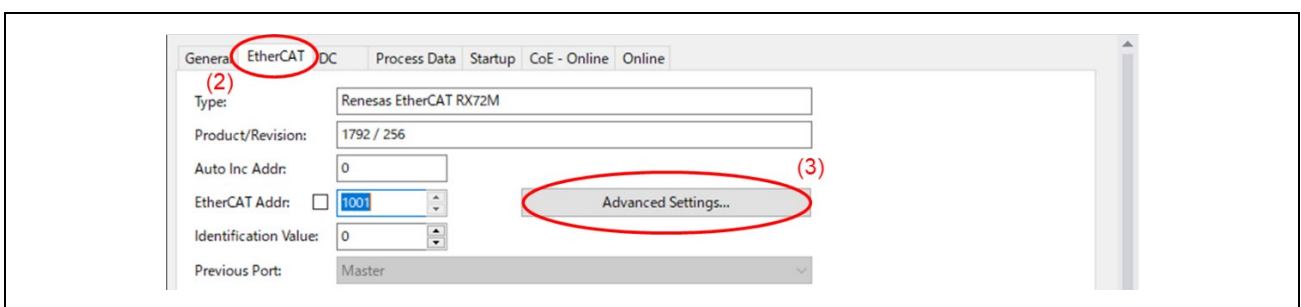 General EtherCAT DC Process Data Startup CoE - Online Online
(2)
Type: Renesas EtherCAT RX72M
Product/Revision: 1792 / 256
Auto Inc Addr: 0
(3)
EtherCAT Addr: 1001 Advanced Settings...
Identification Value: 0
Previous Port: Master